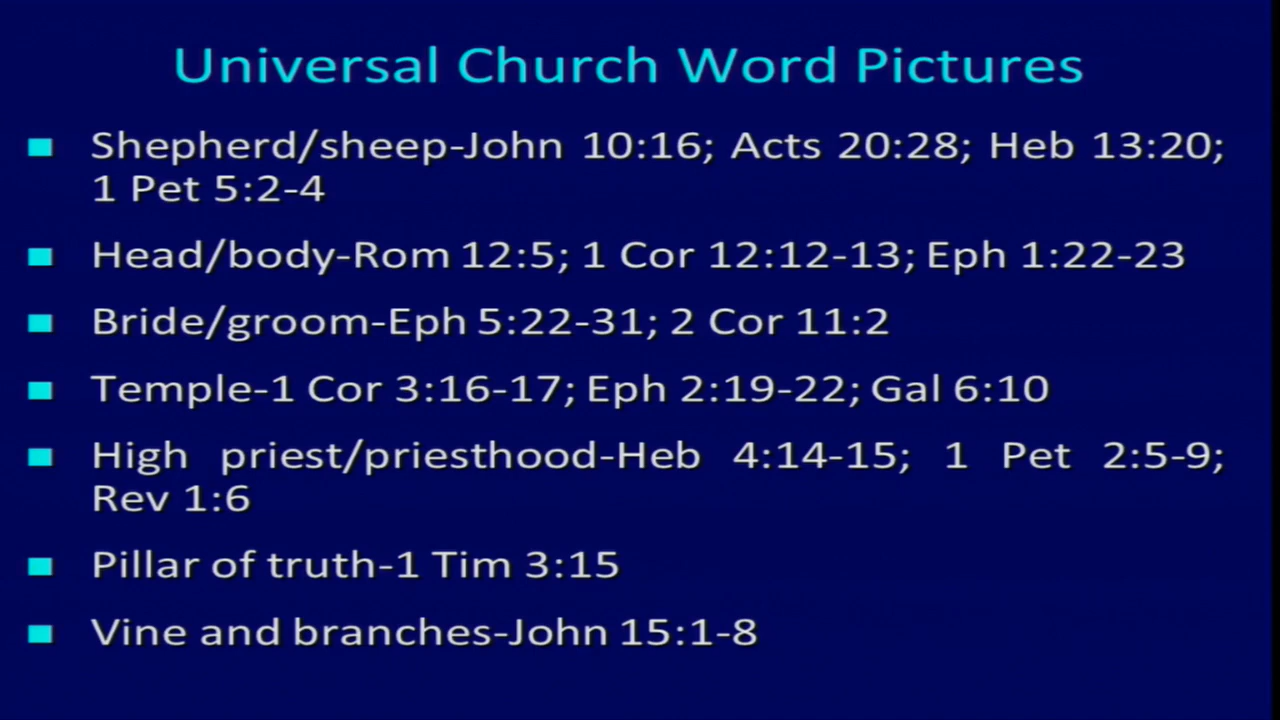 Universal Church Word Pictures
Shepherd/sheep-John 10:16; Acts 20:28; Heb 13:20;
1 Pet 5:2-4
Head/body-Rom 12:5; 1 Cor 12:12-13; Eph 1:22-23
Bride/groom-Eph 5:22-31; 2 Cor 11:2
Temple-1 Cor 3:16-17; Eph 2:19-22; Gal 6:10
High priest/priesthood-Heb 4:14-15; 1 Pet 2:5-9;
Rev 1:6
Pillar of truth-1 Tim 3:15
Vine and branches-John 15:1-8